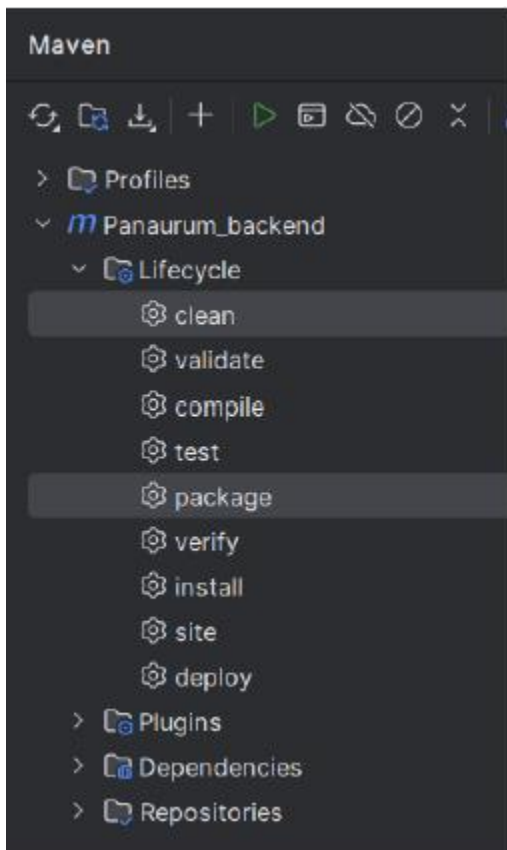 Maven
Profiles
Panaurum_backend
Lifecycle
clean
validate
compile
test
package
verify
install
site
deploy
Plugins
Dependencies
Repositories